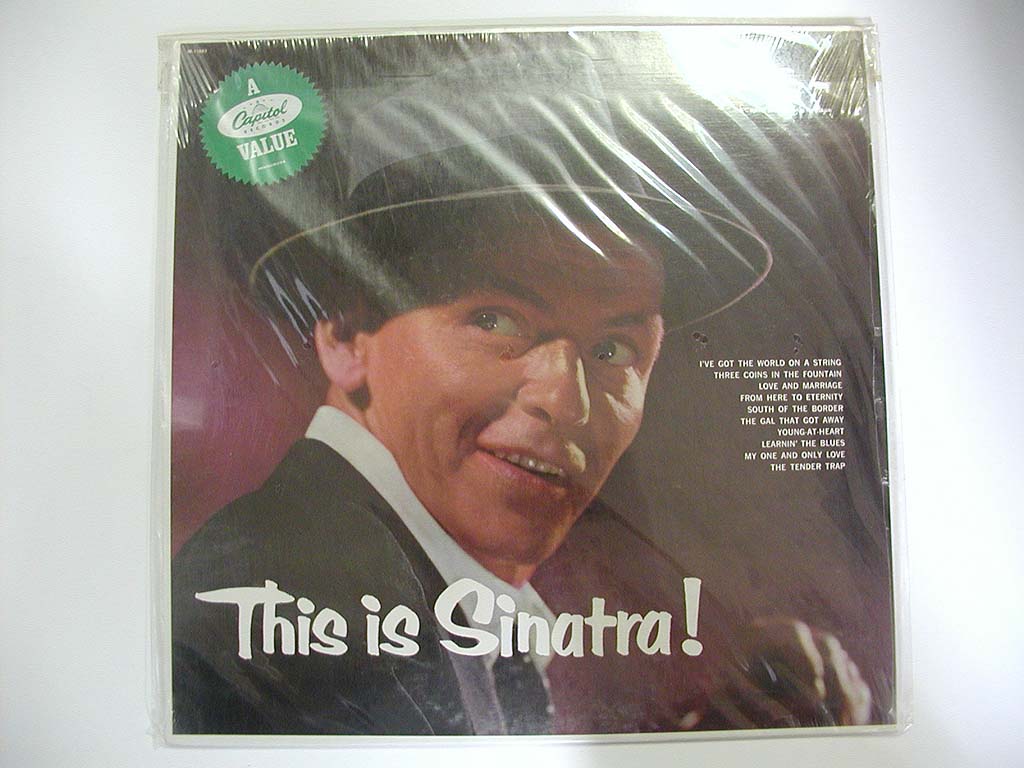 A
Capitol
RECORDS
VALUE
I'VE GOT THE WORLD ON A STRING
THREE COINS IN THE FOUNTAIN
LOVE AND MARRIAGE
FROM HERE TO ETERNITY
SOUTH OF THE BORDER
THE GAL THAT GOT AWAY
YOUNG-AT-HEART
LEARNIN' THE BLUES
MY ONE AND ONLY LOVE
THE TENDER TRAP
This is Sinatra!